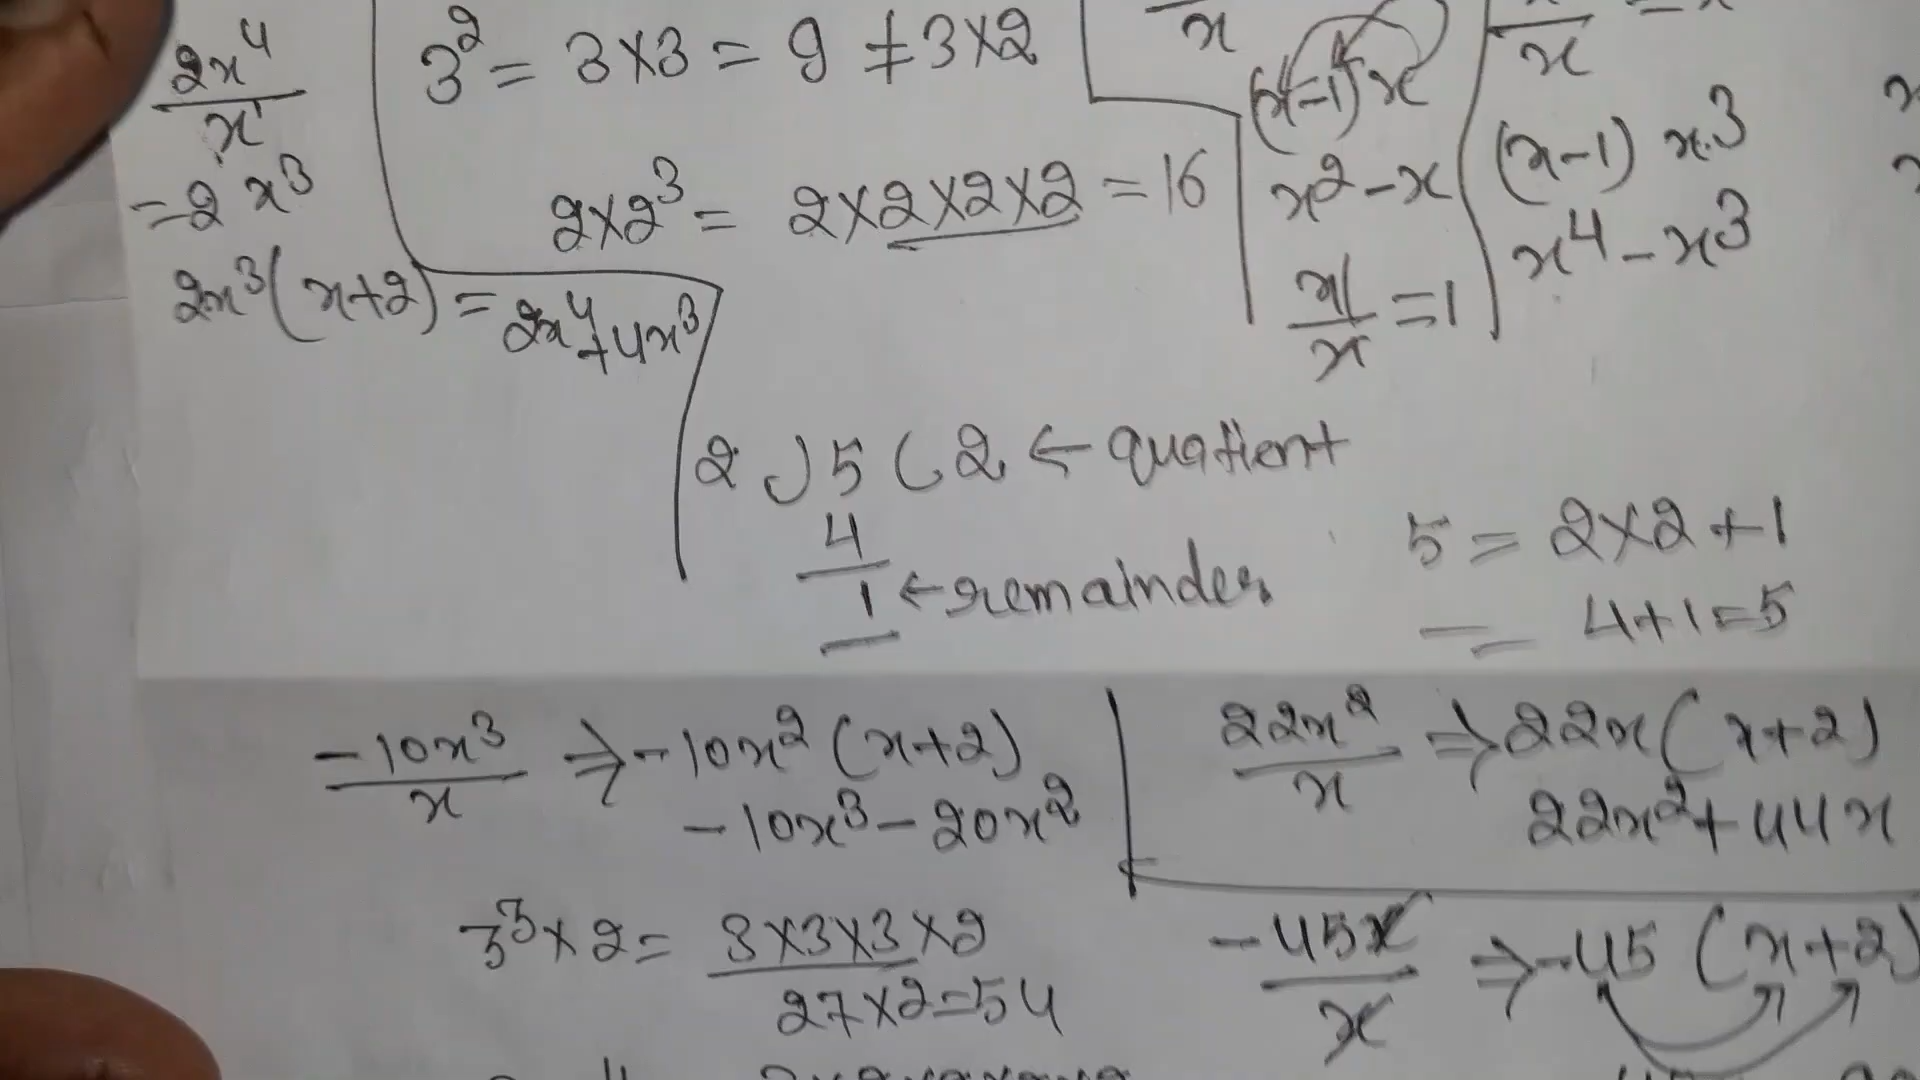 2x⁴/x¹
= 2x³
2x³(x+2) = 2x⁴+4x³
3² = 3×3 = 9 ≠ 3×2
2×2³ = 2×2×2×2 = 16
x
(x-1)x
x²-x
x/x = 1
x
(x-1) x³
x⁴-x³
2)5(2 ← quatient
4
1 ← remainder
5 = 2×2+1
= 4+1=5
-10x³/x ⇒ -10x²(x+2)
-10x³-20x²
22x²/x ⇒ 22x(x+2)
22x²+44x
3³×2 = 3×3×3×2
27×2=54
-45x/x ⇒ -45(x+2)